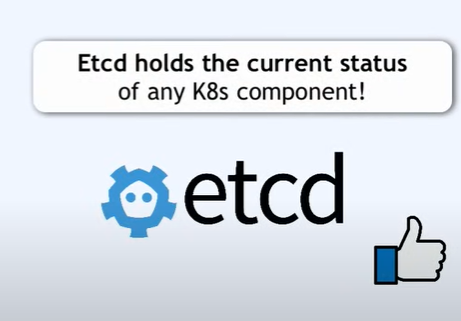 Etcd holds the current status
of any K8s component!
etcd